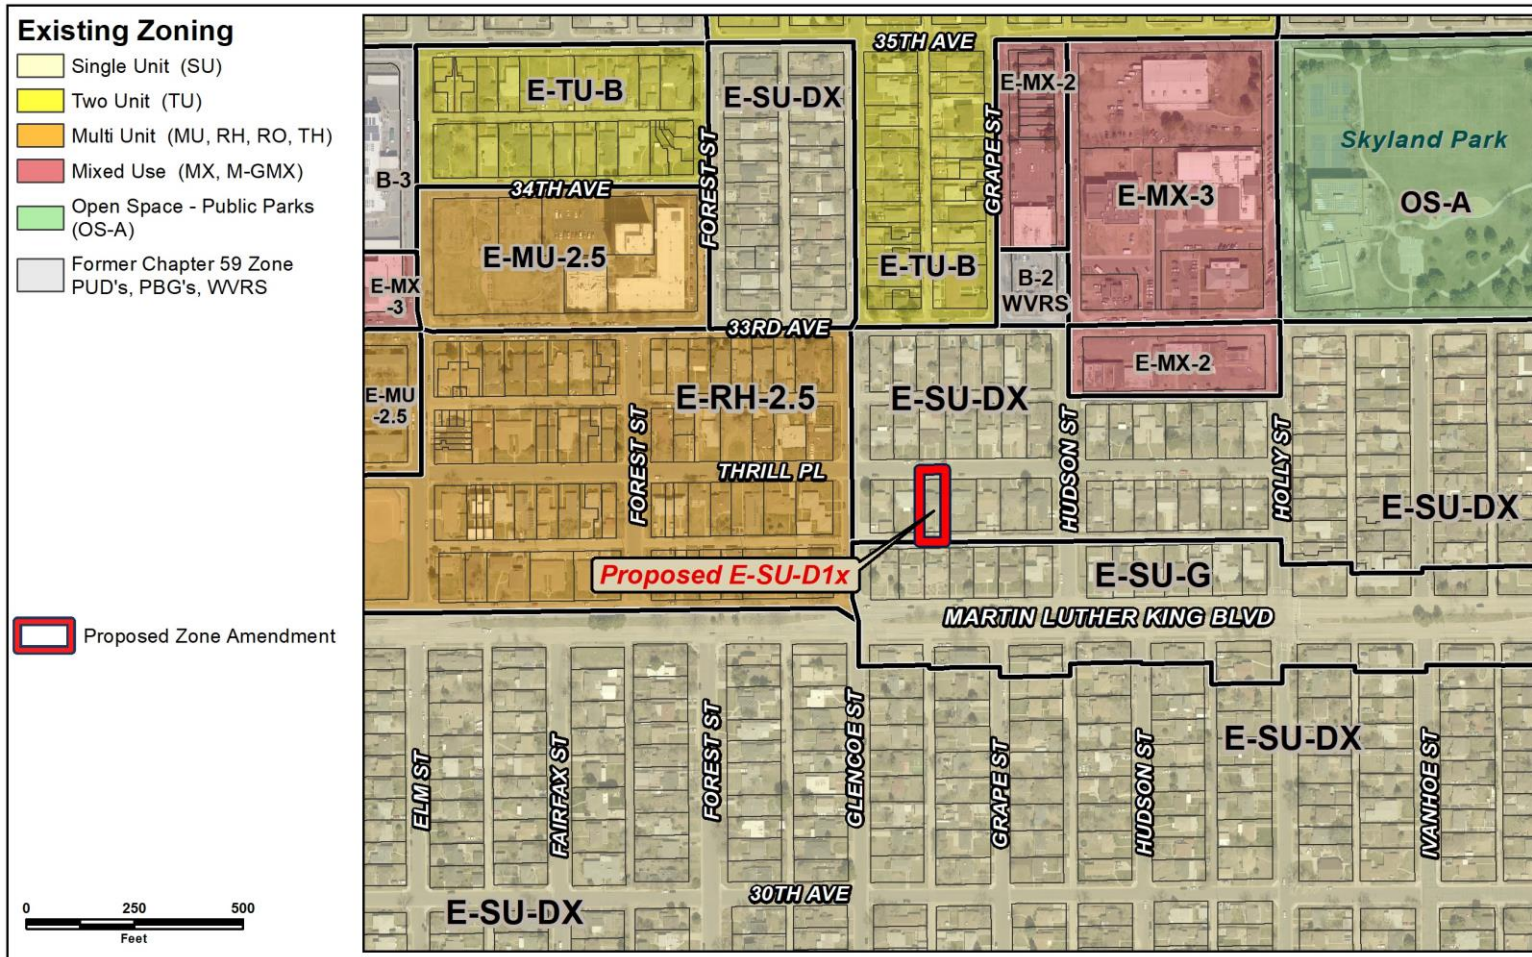 Existing Zoning
Single Unit (SU)
Two Unit (TU)
Multi Unit (MU, RH, RO, TH)
Mixed Use (MX, M-GMX)
Open Space - Public Parks
(OS-A)
Former Chapter 59 Zone
PUD's, PBG's, WVRS
Proposed Zone Amendment
0 250 500
Feet
35TH AVE
E-TU-B
E-SU-DX
E-MX-2
Skyland Park
B-3
34TH AVE
FOREST ST
GRAPE ST
E-MX-3
OS-A
E-MU-2.5
E-TU-B
E-MX
-3
B-2
WVRS
33RD AVE
E-MX-2
E-MU
-2.5
E-RH-2.5
E-SU-DX
FOREST ST
THRILL PL
HUDSON ST
HOLLY ST
E-SU-DX
Proposed E-SU-D1x
E-SU-G
MARTIN LUTHER KING BLVD
ELM ST
FAIRFAX ST
FOREST ST
GLENCOE ST
GRAPE ST
HUDSON ST
E-SU-DX
IVANHOE ST
30TH AVE
E-SU-DX